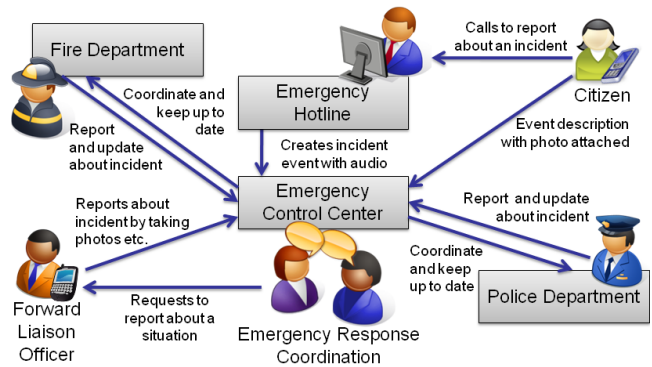 Fire Department
Calls to report
about an incident
Coordinate and
keep up to
date
Emergency
Hotline
Citizen
Report
and update
about incident
Creates incident
event with audio
Event description
with photo attached
Reports about
incident by taking
photos etc.
Emergency
Control Center
Report  and update
about incident
Coordinate
and keep
up to date
Police Department
Forward
Liaison
Officer
Requests to
report about a
situation
Emergency Response
Coordination